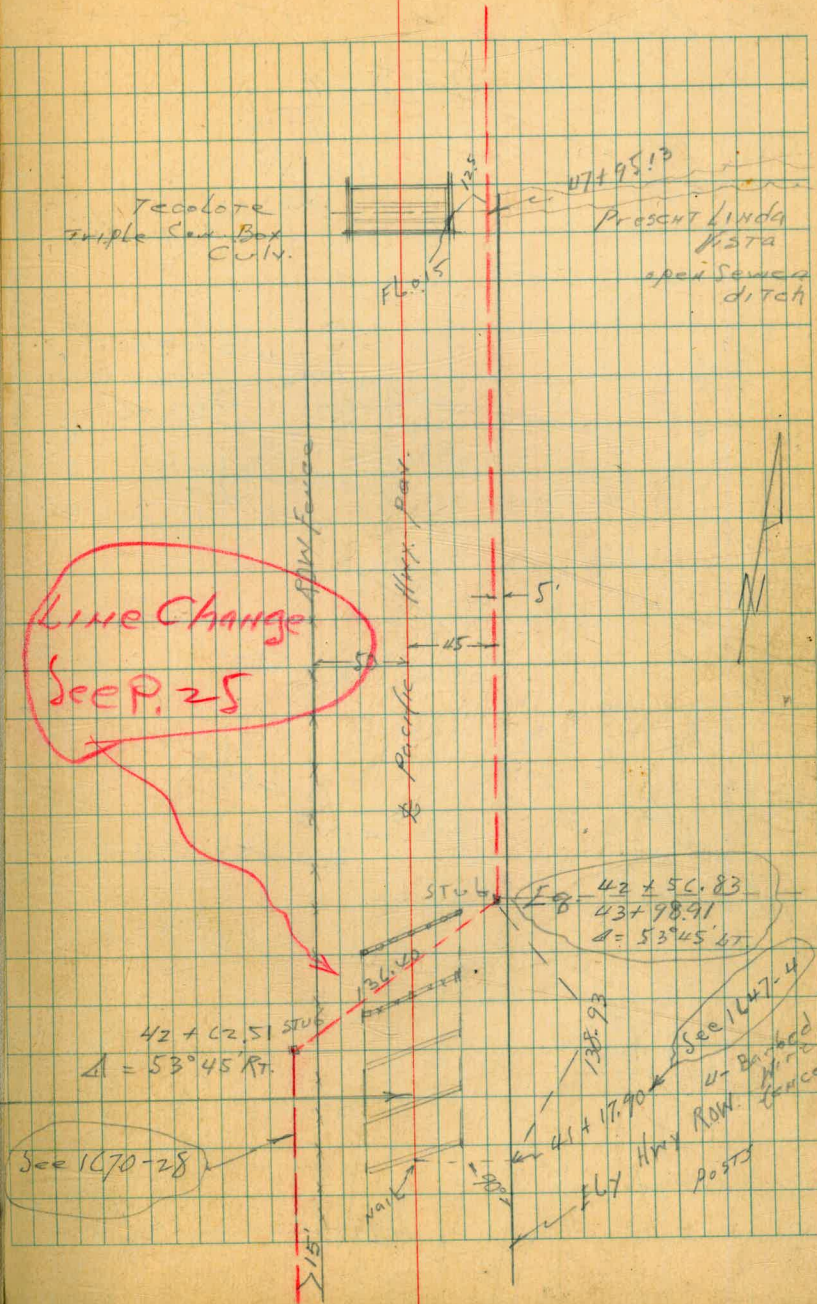 Tecolote
Triple Con. Box
Culv.
12.5
FL 0.15
47+95.13
Present Linda
Vista
open Sewer
ditch
ROW Fence
℄ Pacific Hwy. Pav.
5'
45
Line Change
See P. 25
N
STUB
Eq. 42 + 56.83
43 + 98.91
Δ = 53°45' LT.
136.40
42 + 62.51 STUB
Δ = 53°45' RT.
138.93
See 1647-4
41 + 17.90
4- Barbed
Wire
fence
Ely Hwy ROW.
posts
See 1670-28
Nail
90°
15'